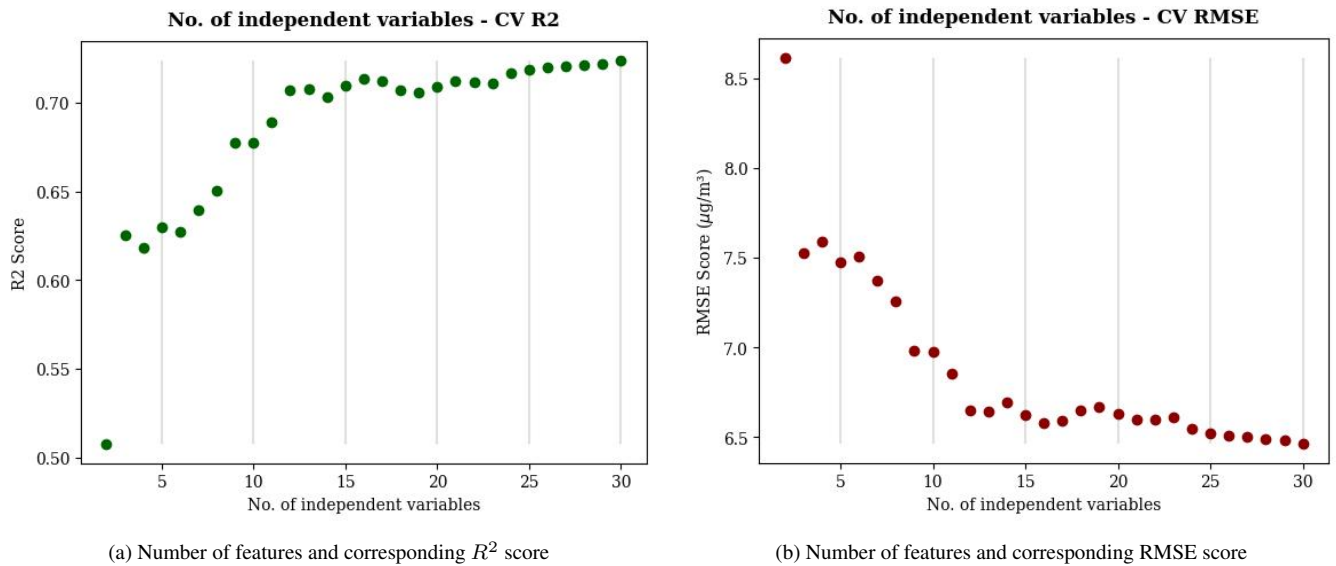 No. of independent variables - CV R2
R2 Score
0.70
0.65
0.60
0.55
0.50
5 10 15 20 25 30
No. of independent variables
(a) Number of features and corresponding R² score
No. of independent variables - CV RMSE
RMSE Score (μg/m³)
8.5
8.0
7.5
7.0
6.5
5 10 15 20 25 30
No. of independent variables
(b) Number of features and corresponding RMSE score